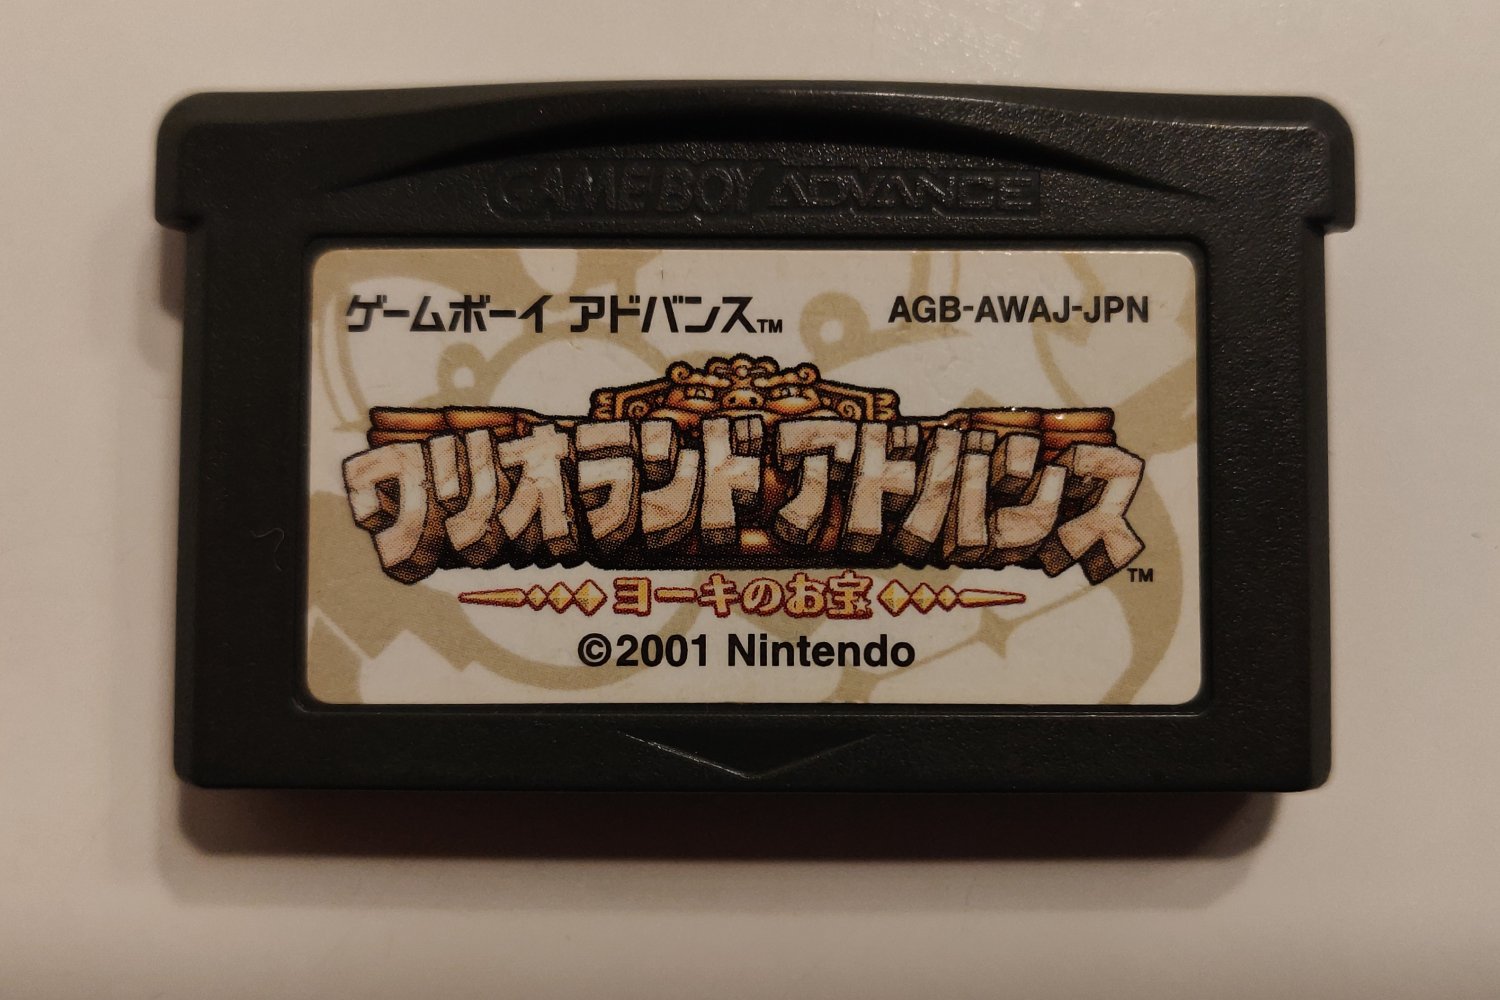 GAME BOY ADVANCE
ゲームボーイ アドバンス™ AGB-AWAJ-JPN
ワリオランドアドバンス™
ヨーキのお宝
©2001 Nintendo